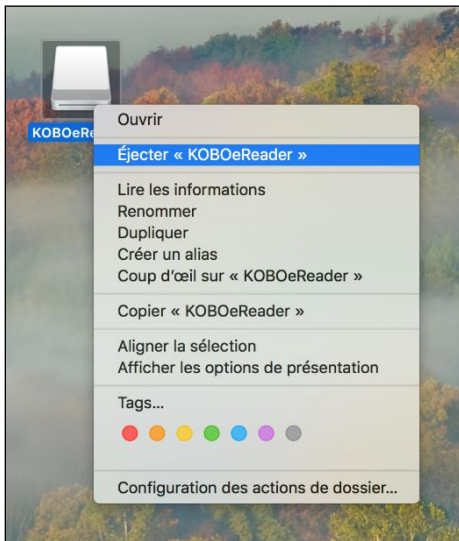 KOBOeRe
Ouvrir
Éjecter « KOBOeReader »
Lire les informations
Renommer
Dupliquer
Créer un alias
Coup d’œil sur « KOBOeReader »
Copier « KOBOeReader »
Aligner la sélection
Afficher les options de présentation
Tags...
Configuration des actions de dossier...